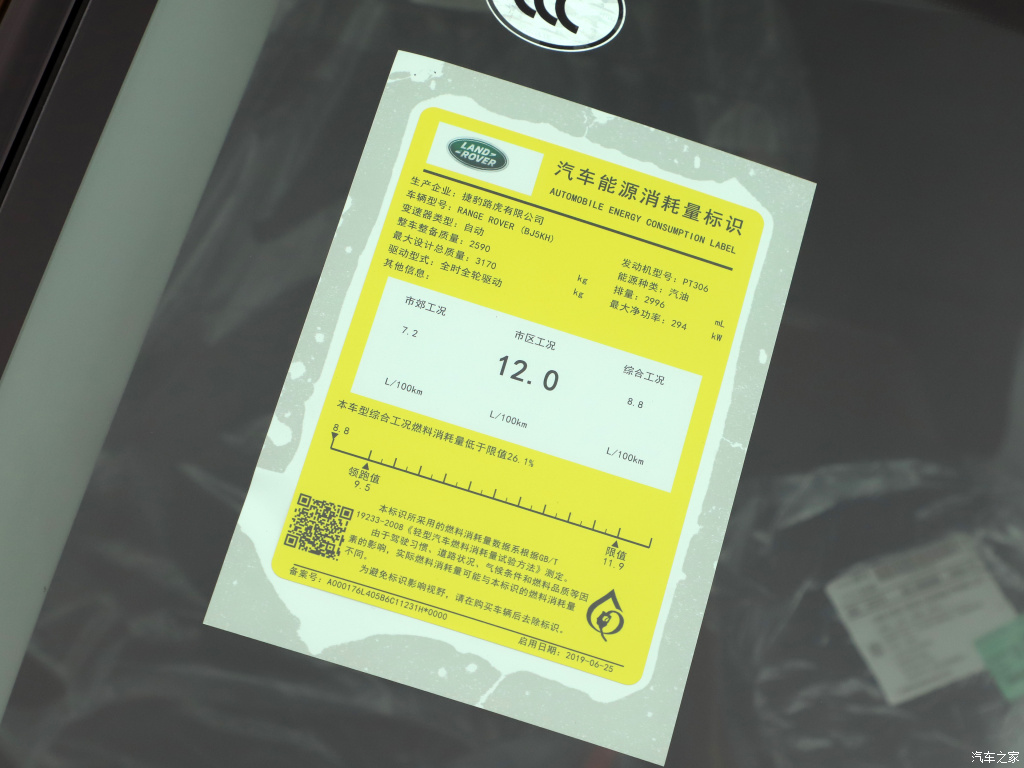 CCC
LAND
ROVER
汽车能源消耗量标识
AUTOMOBILE ENERGY CONSUMPTION LABEL
生产企业：捷豹路虎有限公司
车辆型号：RANGE ROVER (BJ5KH)
发动机型号：PT306
变速器类型：自动
能源种类：汽油
整车整备质量：2590 kg
排量：2996 mL
最大设计总质量：3170 kg
最大净功率：294 kW
驱动型式：全时全轮驱动
其他信息：
市郊工况 市区工况 综合工况
7.2 12.0 8.8
L/100km L/100km L/100km
本车型综合工况燃料消耗量低于限值26.1%
8.8
领跑值 限值
9.5 11.9
本标识所采用的燃料消耗量数据系根据GB/T
19233-2008《轻型汽车燃料消耗量试验方法》测定。
由于驾驶习惯、道路状况、气候条件和燃料品质等因
素的影响，实际燃料消耗量可能与本标识的燃料消耗量
不同。
为避免标识影响视野，请在购买车辆后去除标识。
备案号：A000176L405B6C11231H*0000
启用日期：2019-06-25
汽车之家